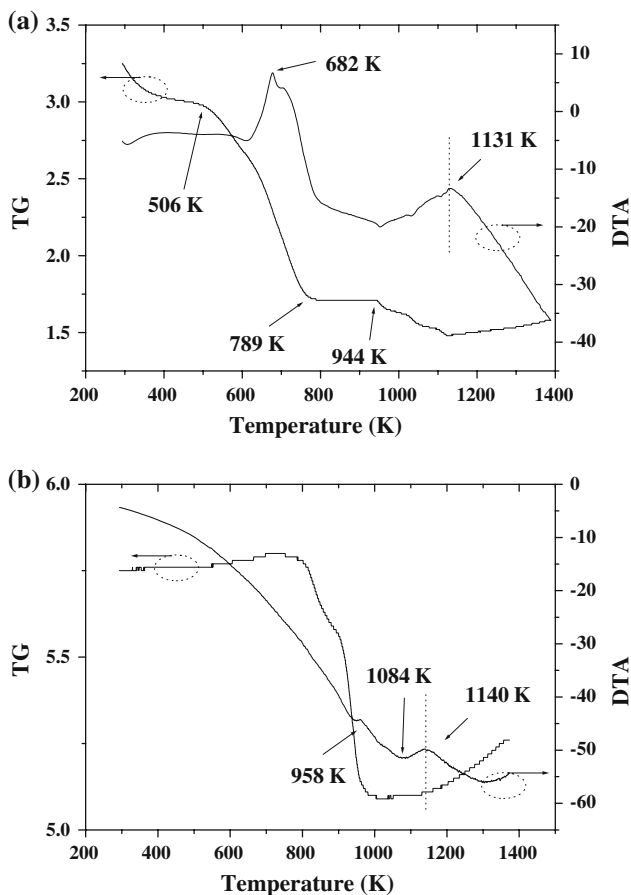 (a)
3.5
3.0
2.5
2.0
1.5
TG
10
0
-10
-20
-30
-40
DTA
682 K
506 K
1131 K
789 K
944 K
200 400 600 800 1000 1200 1400
Temperature (K)
(b)
6.0
5.5
5.0
TG
0
-10
-20
-30
-40
-50
-60
DTA
1084 K
1140 K
958 K
200 400 600 800 1000 1200 1400
Temperature (K)